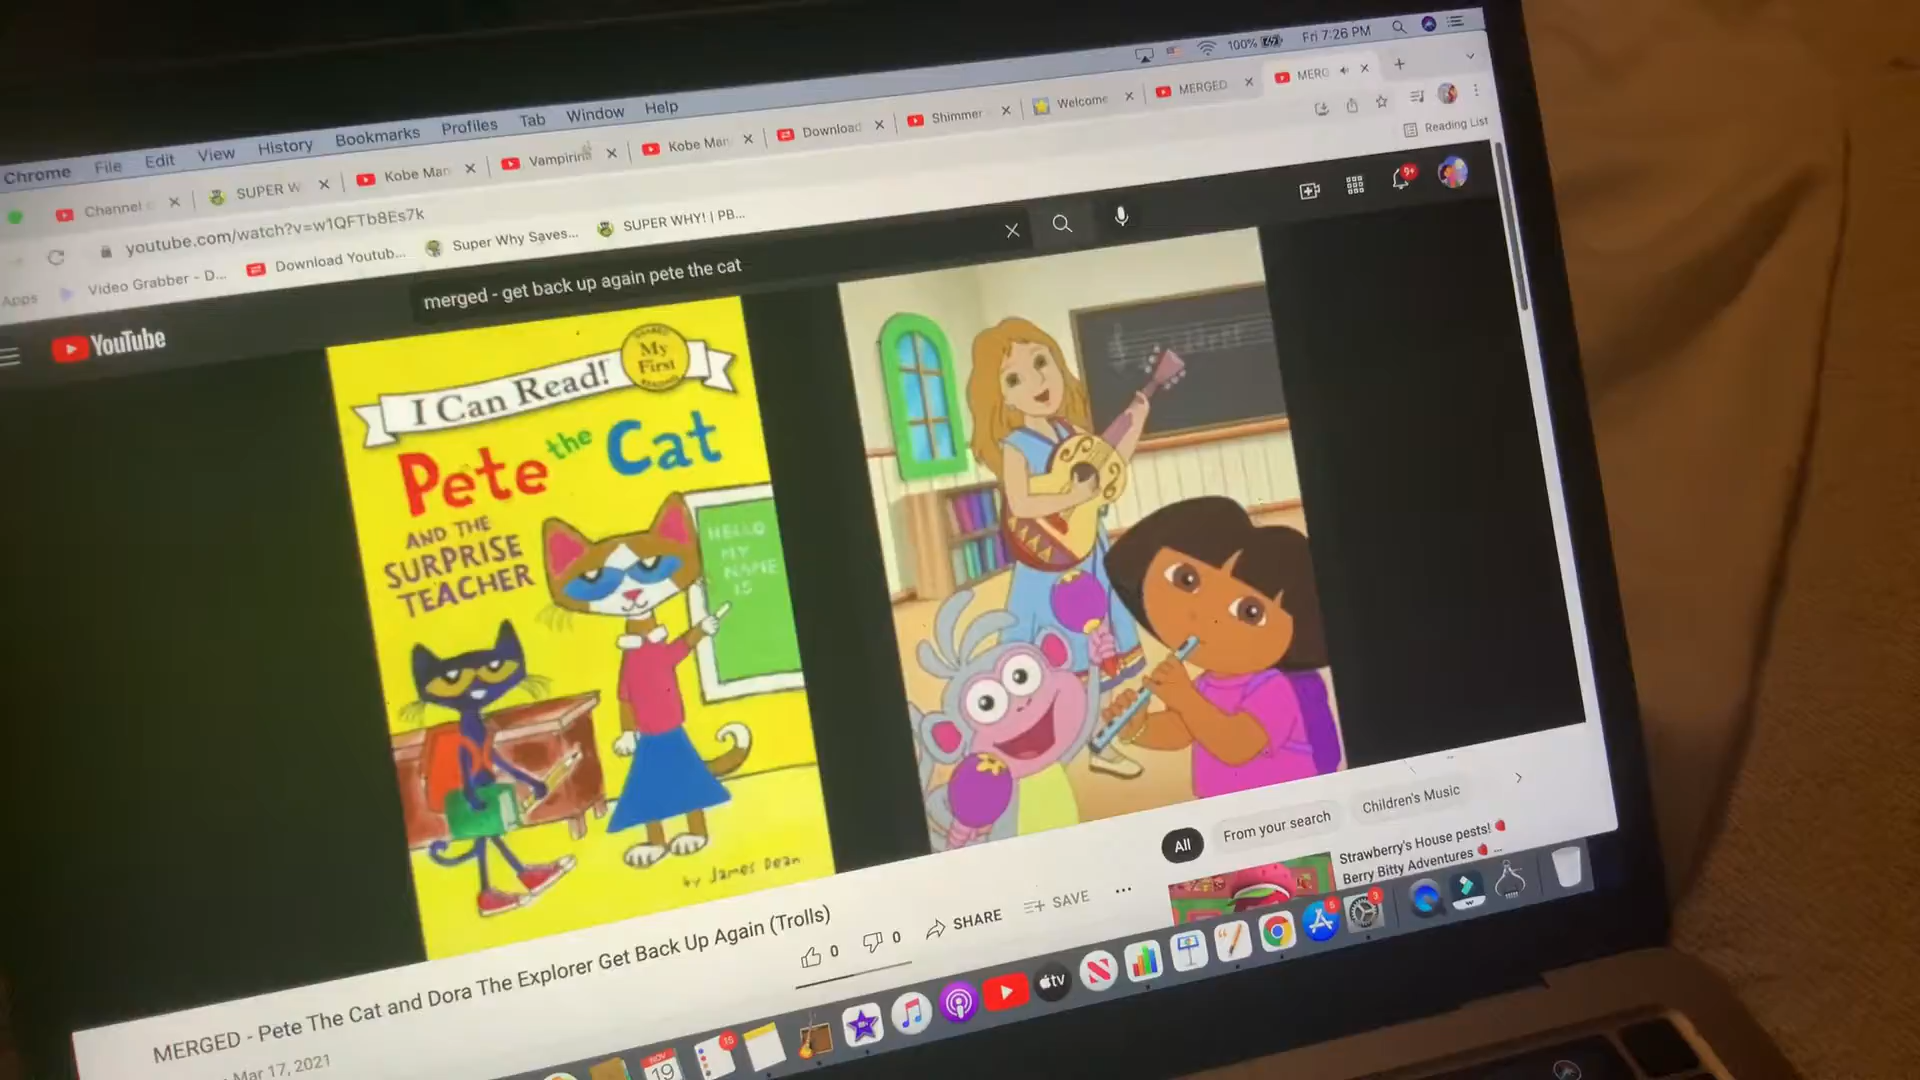 Chrome File Edit View History Bookmarks Profiles Tab Window Help
100% Fri 7:26 PM
Channel
SUPER W
Kobe Man
Vampirina
Kobe Man
Download
Shimmer
Welcome
MERGED
MERG
youtube.com/watch?v=w1QFTb8Es7k
Reading List
Apps
Video Grabber - D...
Download Youtub...
Super Why Saves...
SUPER WHY! | PB...
YouTube
merged - get back up again pete the cat
9+
I Can Read!
My
First
Pete the Cat
AND THE
SURPRISE
TEACHER
HELLO
MY
NAME
IS
by James Dean
All
From your search
Children's Music
Strawberry's House pests!
Berry Bitty Adventures
...
MERGED - Pete The Cat and Dora The Explorer Get Back Up Again (Trolls)
Mar 17, 2021
0
0
SHARE
SAVE
NOV
19
15
tv
5
3